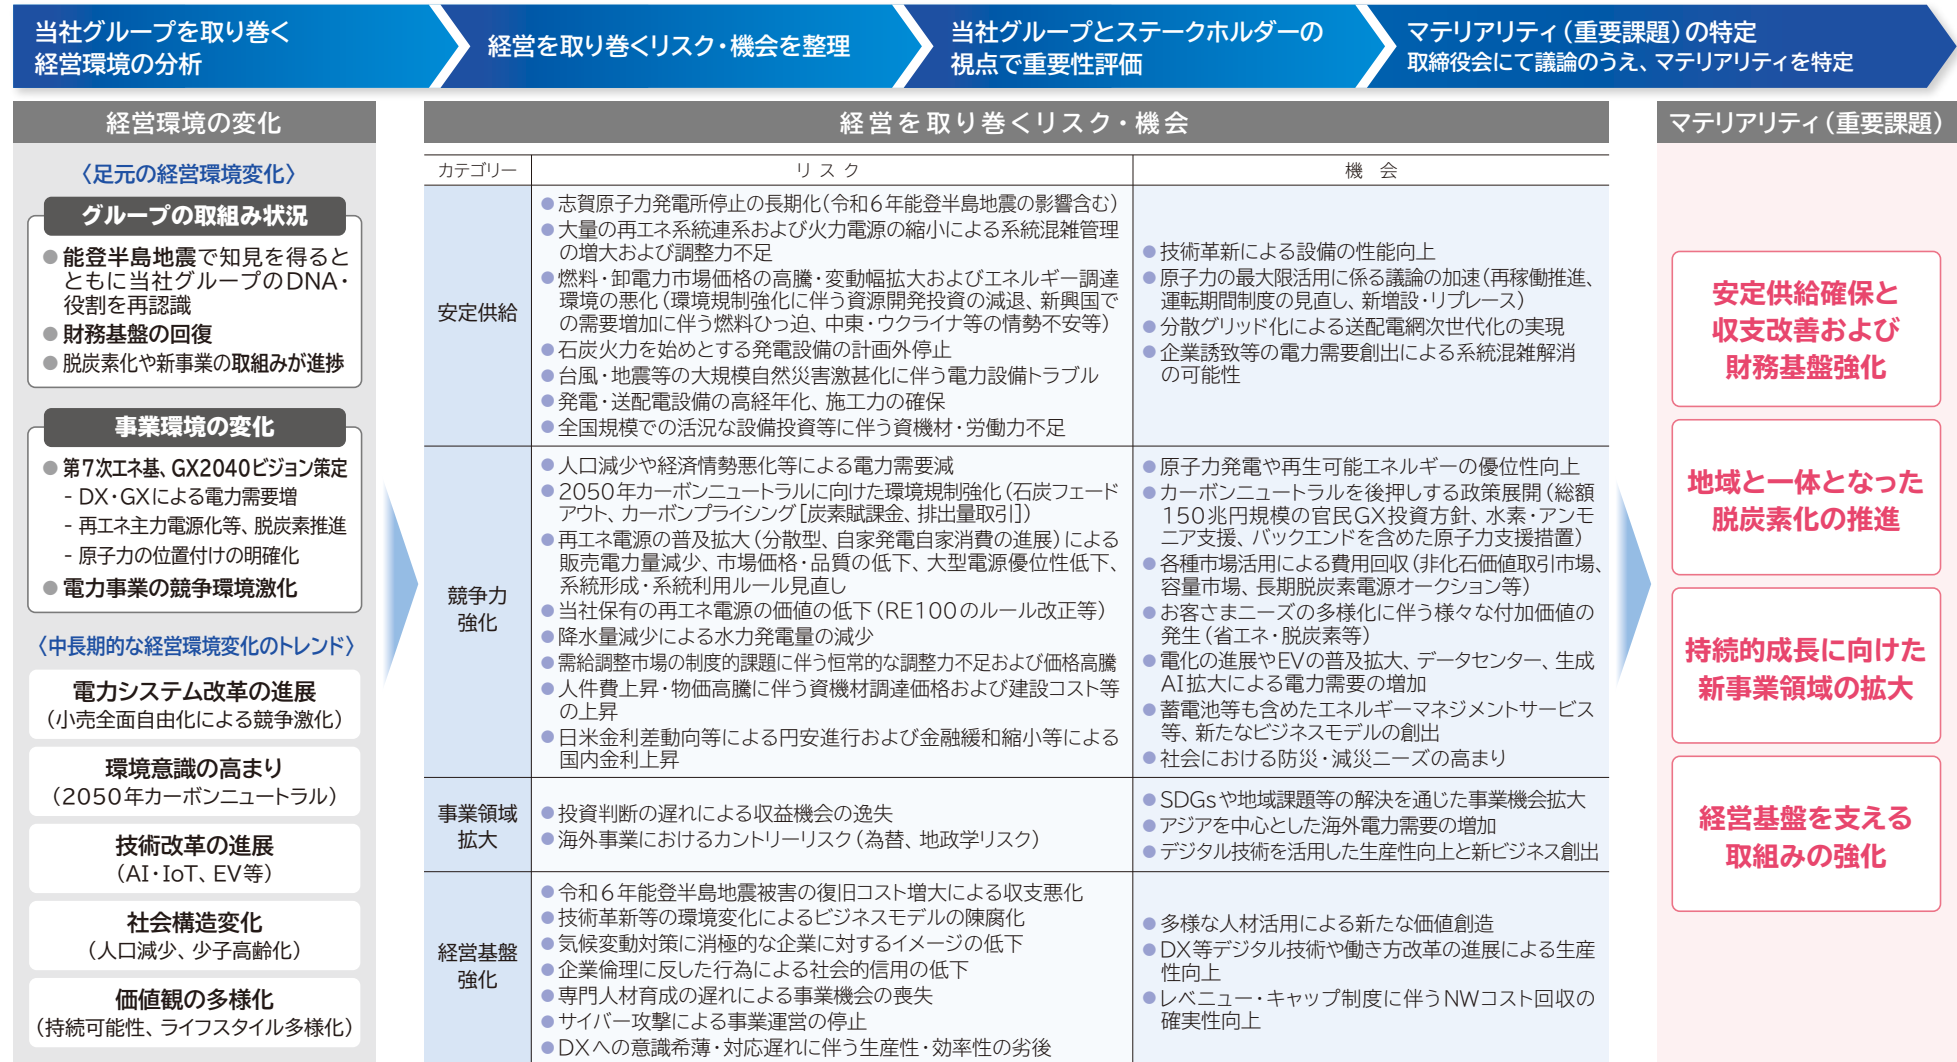 当社グループを取り巻く
経営環境の分析
経営を取り巻くリスク・機会を整理
当社グループとステークホルダーの
視点で重要性評価
マテリアリティ（重要課題）の特定
取締役会にて議論のうえ、マテリアリティを特定
経営環境の変化
〈足元の経営環境変化〉
グループの取組み状況
●能登半島地震で知見を得ると
ともに当社グループのDNA・
役割を再認識
●財務基盤の回復
●脱炭素化や新事業の取組みが進捗
事業環境の変化
●第7次エネ基、GX2040ビジョン策定
- DX・GXによる電力需要増
- 再エネ主力電源化等、脱炭素推進
- 原子力の位置付けの明確化
●電力事業の競争環境激化
〈中長期的な経営環境変化のトレンド〉
電力システム改革の進展
（小売全面自由化による競争激化）
環境意識の高まり
（2050年カーボンニュートラル）
技術改革の進展
（AI・IoT、EV等）
社会構造変化
（人口減少、少子高齢化）
価値観の多様化
（持続可能性、ライフスタイル多様化）
経営を取り巻くリスク・機会
カテゴリー
リスク
機会
安定供給
●志賀原子力発電所停止の長期化（令和6年能登半島地震の影響含む）
●大量の再エネ系統連系および火力電源の縮小による系統混雑管理
の増大および調整力不足
●燃料・卸電力市場価格の高騰・変動幅拡大およびエネルギー調達
環境の悪化（環境規制強化に伴う資源開発投資の減退、新興国で
の需要増加に伴う燃料ひっ迫、中東・ウクライナ等の情勢不安等）
●石炭火力を始めとする発電設備の計画外停止
●台風・地震等の大規模自然災害激甚化に伴う電力設備トラブル
●発電・送配電設備の高経年化、施工力の確保
●全国規模での活況な設備投資等に伴う資機材・労働力不足
●技術革新による設備の性能向上
●原子力の最大限活用に係る議論の加速（再稼働推進、
運転期間制度の見直し、新増設・リプレース）
●分散グリッド化による送配電網次世代化の実現
●企業誘致等の電力需要創出による系統混雑解消
の可能性
競争力
強化
●人口減少や経済情勢悪化等による電力需要減
●2050年カーボンニュートラルに向けた環境規制強化（石炭フェード
アウト、カーボンプライシング［炭素賦課金、排出量取引］）
●再エネ電源の普及拡大（分散型、自家発電自家消費の進展）による
販売電力量減少、市場価格・品質の低下、大型電源優位性低下、
系統形成・系統利用ルール見直し
●当社保有の再エネ電源の価値の低下（RE100のルール改正等）
●降水量減少による水力発電量の減少
●需給調整市場の制度的課題に伴う恒常的な調整力不足および価格高騰
●人件費上昇・物価高騰に伴う資機材調達価格および建設コスト等
の上昇
●日米金利差動向等による円安進行および金融緩和縮小等による
国内金利上昇
●原子力発電や再生可能エネルギーの優位性向上
●カーボンニュートラルを後押しする政策展開（総額
150兆円規模の官民GX投資方針、水素・アンモ
ニア支援、バックエンドを含めた原子力支援措置）
●各種市場活用による費用回収（非化石価値取引市場、
容量市場、長期脱炭素電源オークション等）
●お客さまニーズの多様化に伴う様々な付加価値の
発生（省エネ・脱炭素等）
●電化の進展やEVの普及拡大、データセンター、生成
AI拡大による電力需要の増加
●蓄電池等も含めたエネルギーマネジメントサービス
等、新たなビジネスモデルの創出
●社会における防災・減災ニーズの高まり
事業領域
拡大
●投資判断の遅れによる収益機会の逸失
●海外事業におけるカントリーリスク（為替、地政学リスク）
●SDGsや地域課題等の解決を通じた事業機会拡大
●アジアを中心とした海外電力需要の増加
●デジタル技術を活用した生産性向上と新ビジネス創出
経営基盤
強化
●令和6年能登半島地震被害の復旧コスト増大による収支悪化
●技術革新等の環境変化によるビジネスモデルの陳腐化
●気候変動対策に消極的な企業に対するイメージの低下
●企業倫理に反した行為による社会的信用の低下
●専門人材育成の遅れによる事業機会の喪失
●サイバー攻撃による事業運営の停止
●DXへの意識希薄・対応遅れに伴う生産性・効率性の劣後
●多様な人材活用による新たな価値創造
●DX等デジタル技術や働き方改革の進展による生産
性向上
●レベニュー・キャップ制度に伴うNWコスト回収の
確実性向上
マテリアリティ（重要課題）
安定供給確保と
収支改善および
財務基盤強化
地域と一体となった
脱炭素化の推進
持続的成長に向けた
新事業領域の拡大
経営基盤を支える
取組みの強化